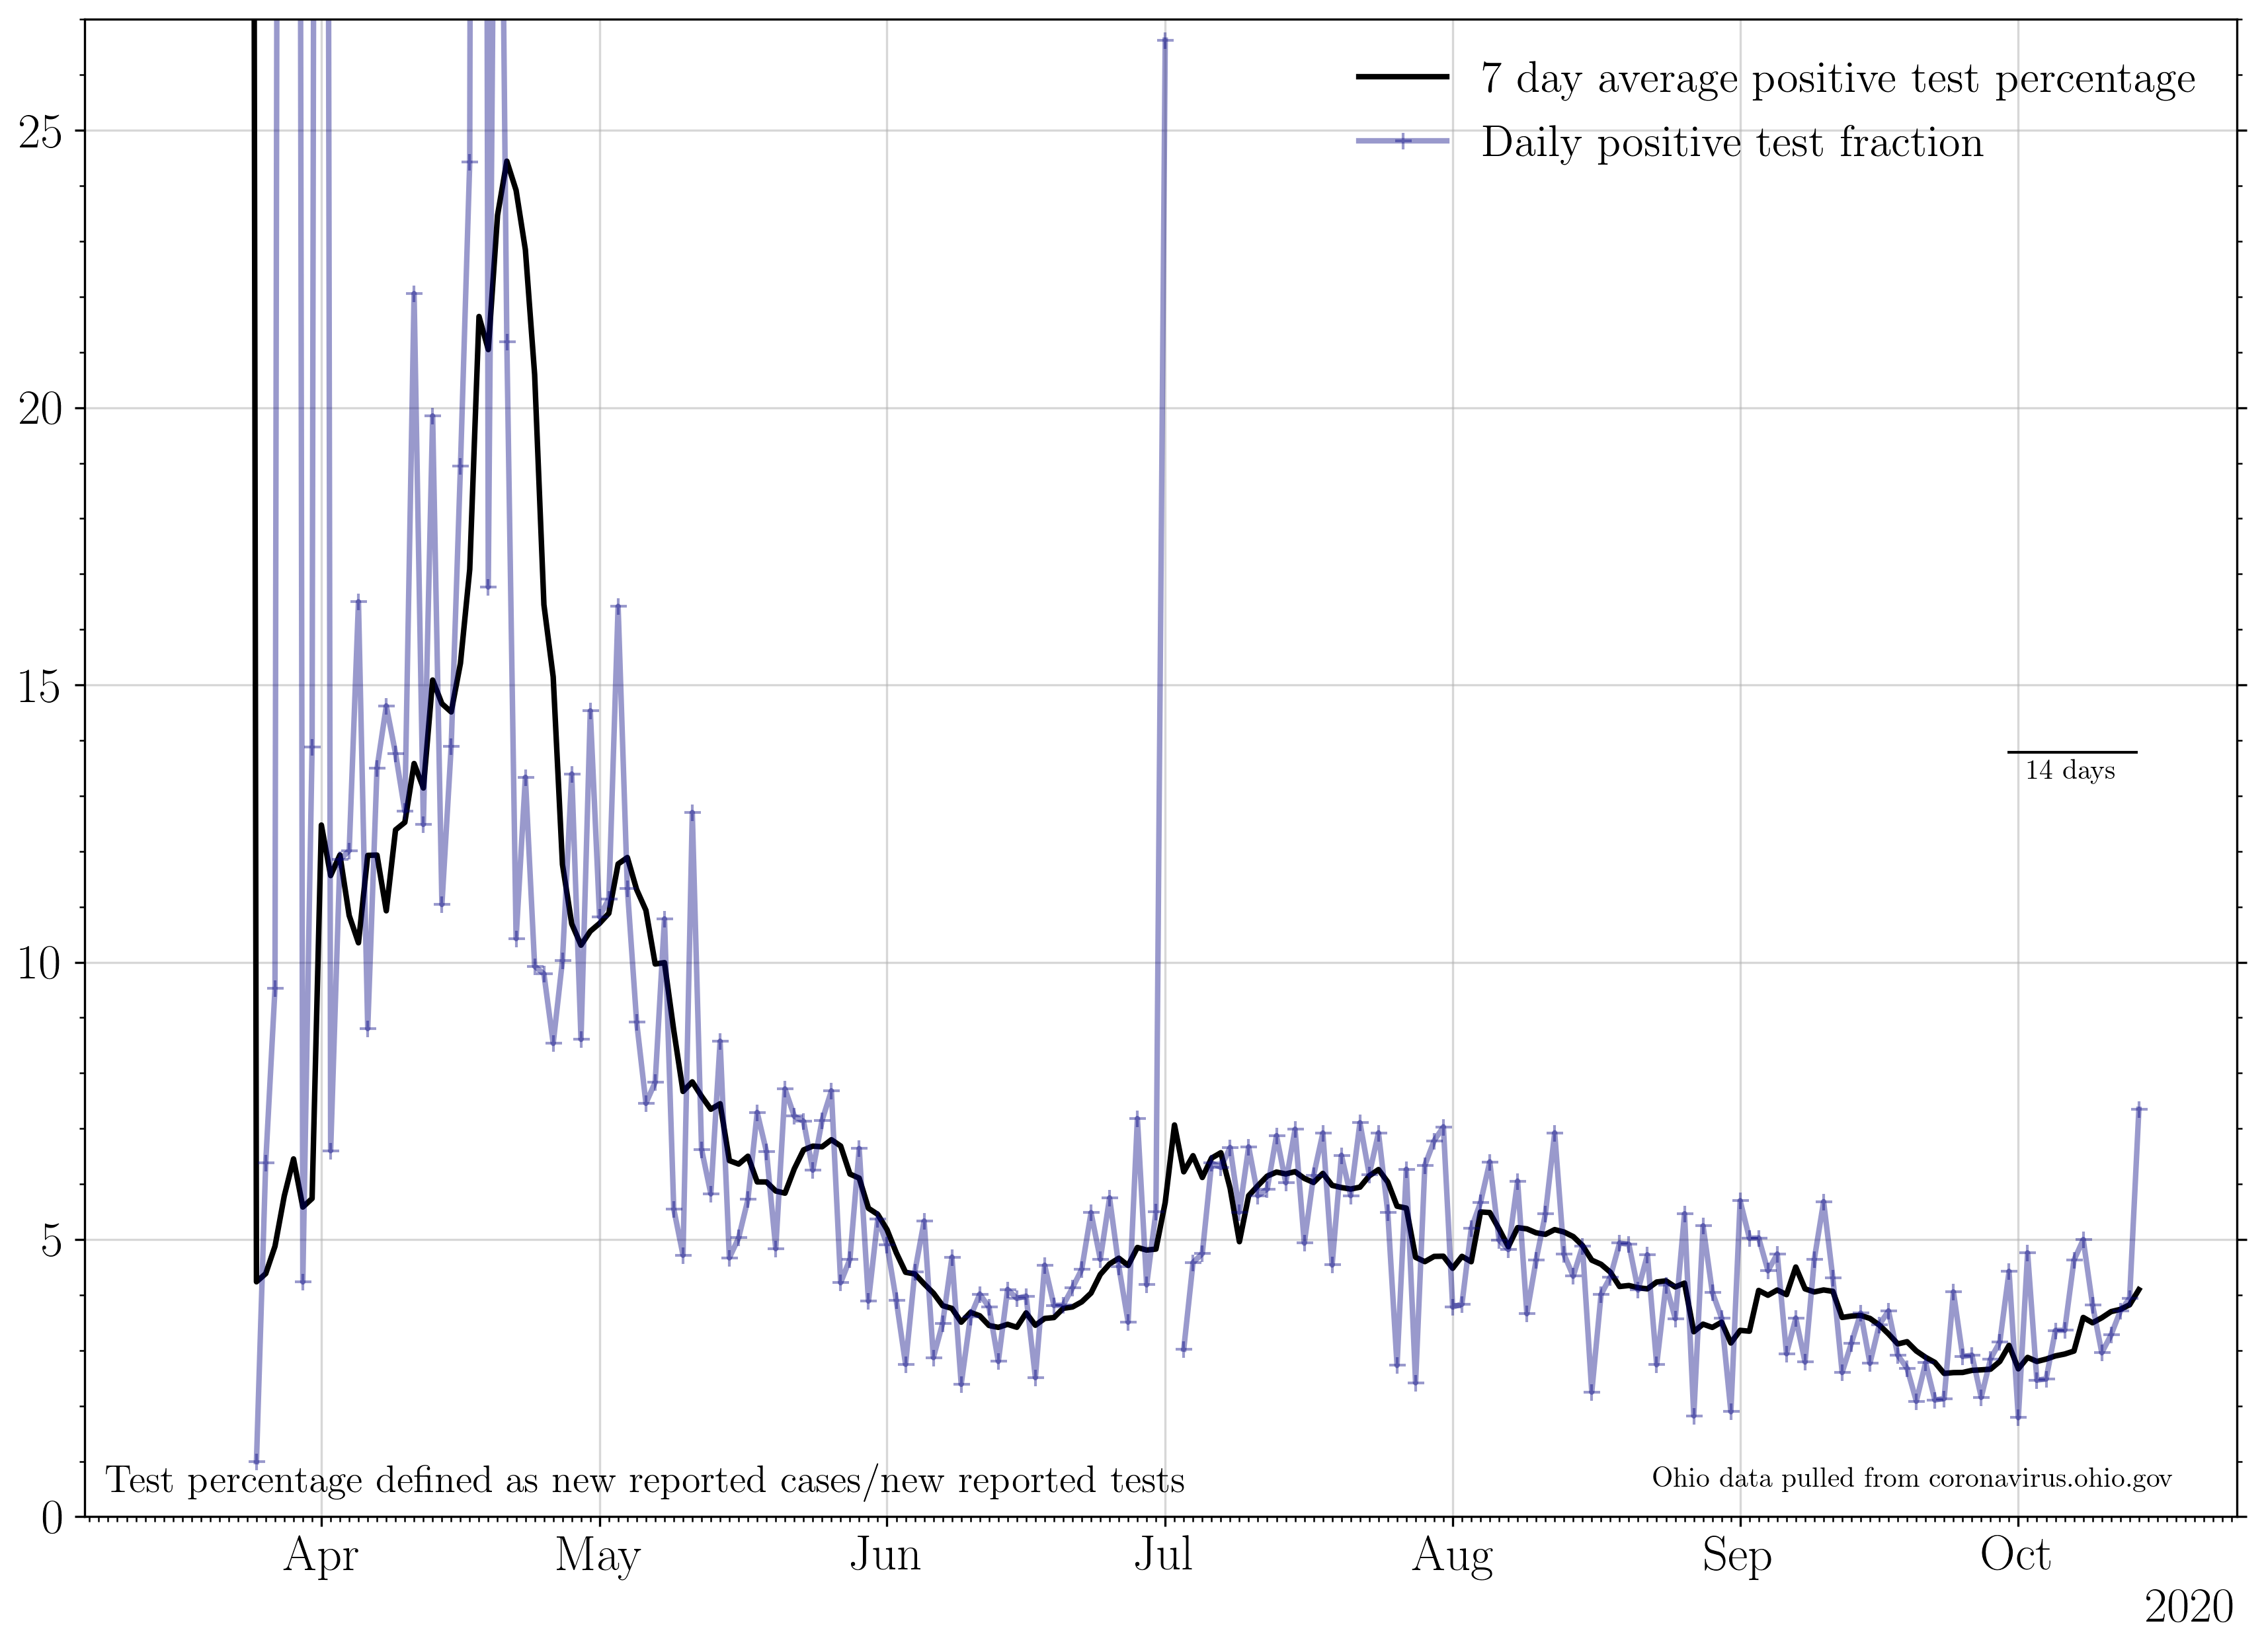 7 day average positive test percentage
Daily positive test fraction
25
20
15
14 days
10
5
Test percentage defined as new reported cases/new reported tests
Ohio data pulled from coronavirus.ohio.gov
0
Apr May Jun Jul Aug Sep Oct
2020